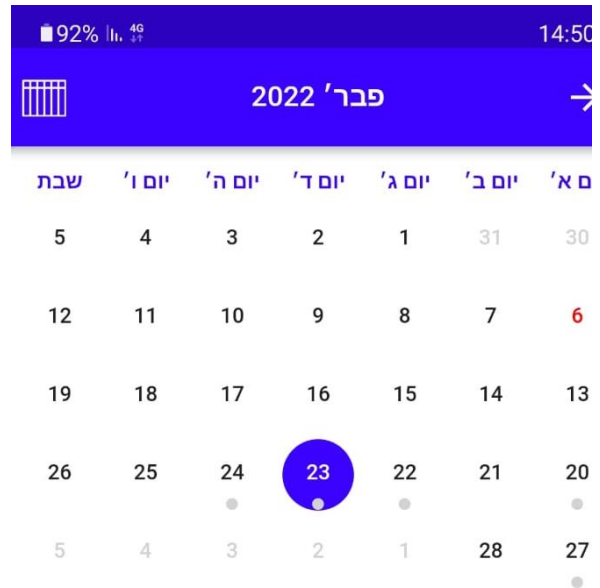 92% 4G 14:50
פבר׳ 2022
ם א׳ יום ב׳ יום ג׳ יום ד׳ יום ה׳ יום ו׳ שבת
30 31 1 2 3 4 5
6 7 8 9 10 11 12
13 14 15 16 17 18 19
20 21 22 23 24 25 26
27 28 1 2 3 4 5